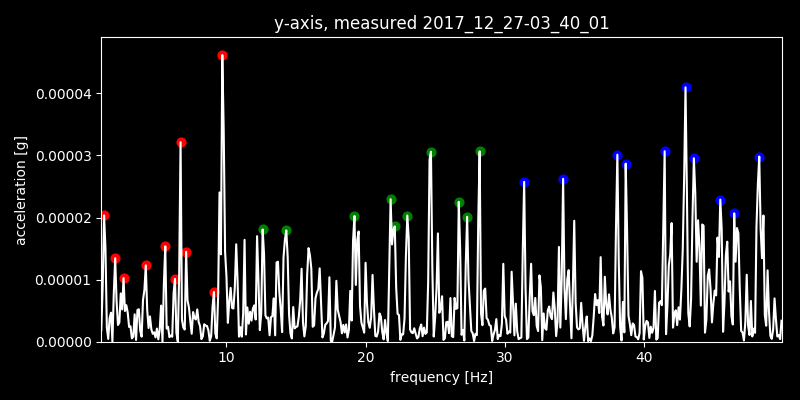 y-axis, measured 2017_12_27-03_40_01
0.00004
0.00003
0.00002
0.00001
0.00000
acceleration [g]
10 20 30 40
frequency [Hz]